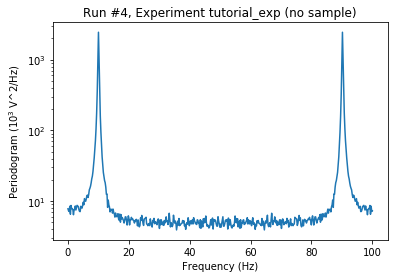 Run #4, Experiment tutorial_exp (no sample)
Periodogram (10³ V^2/Hz)
10³
10²
10¹
0 20 40 60 80 100
Frequency (Hz)